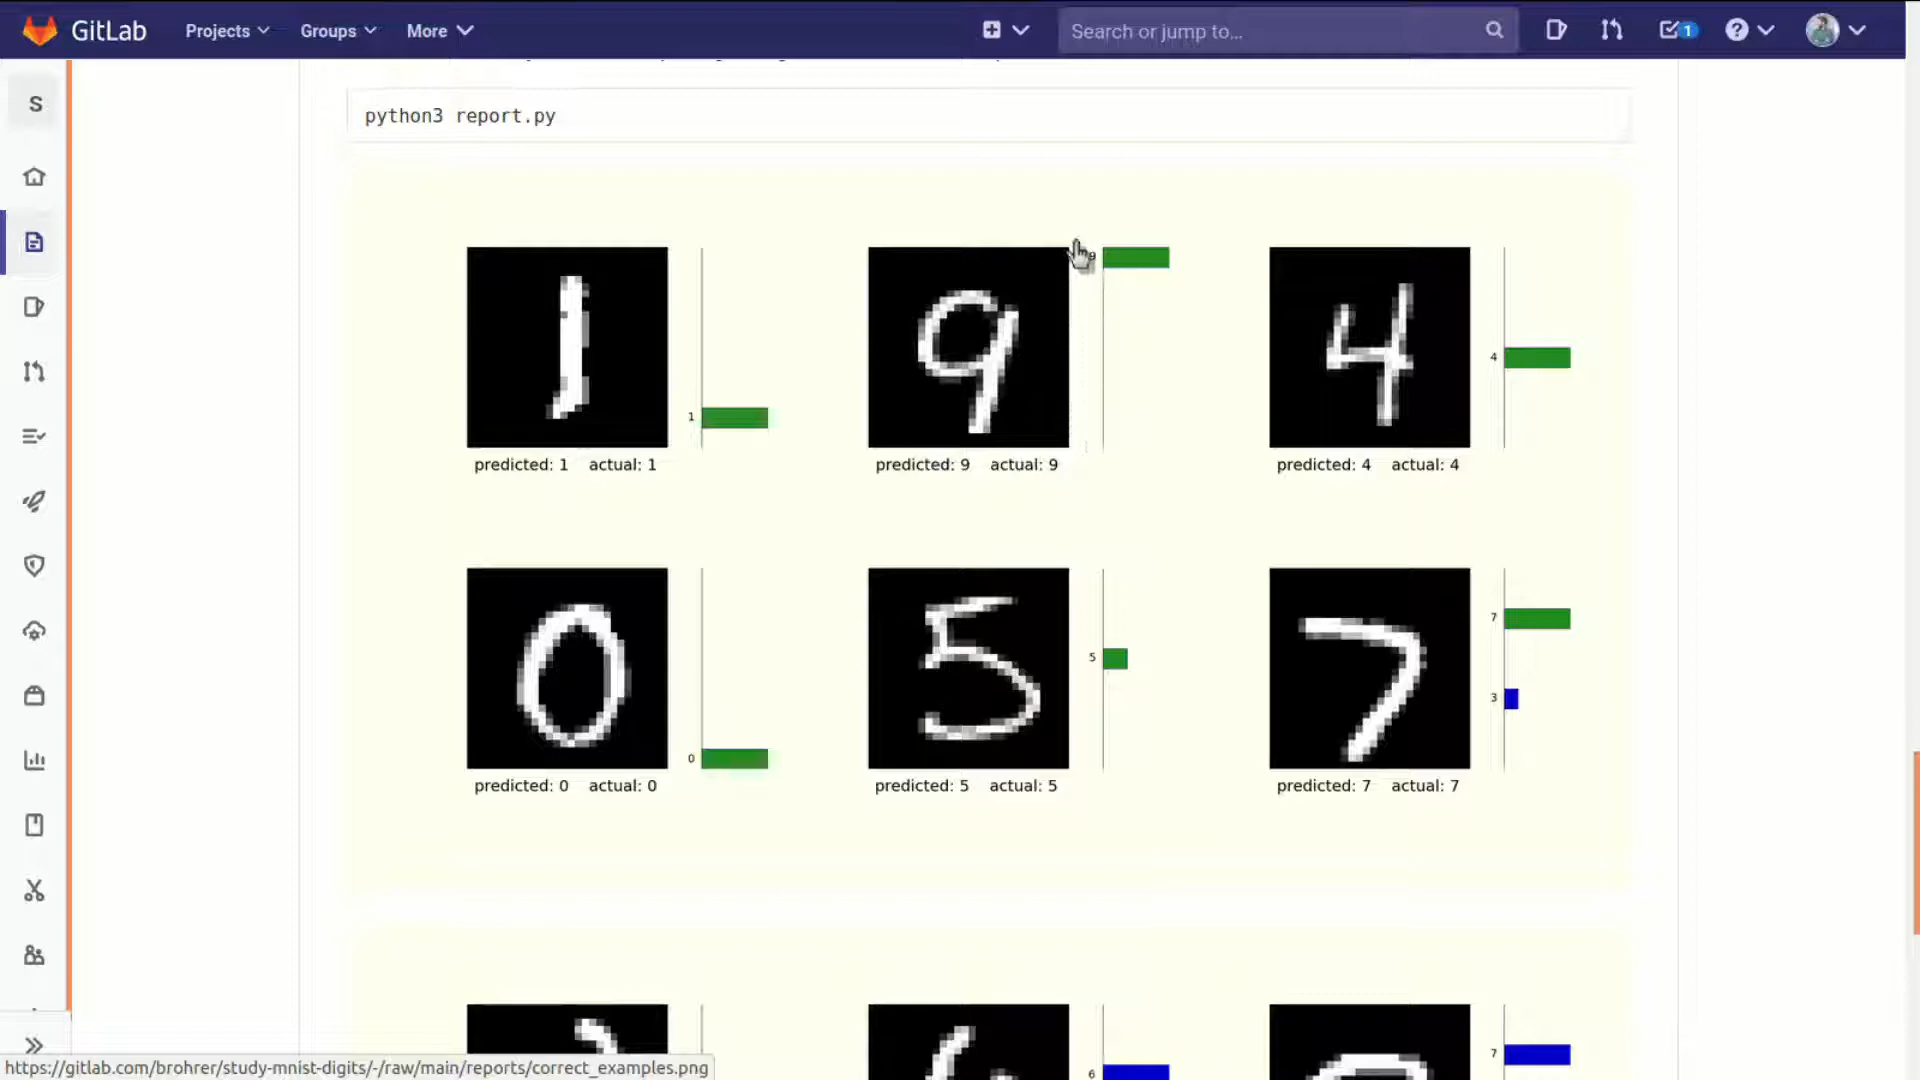 GitLab Projects Groups More Search or jump to... 1
S
python3 report.py
9
4
1
predicted: 1 actual: 1 predicted: 9 actual: 9 predicted: 4 actual: 4
7
5
3
0
predicted: 0 actual: 0 predicted: 5 actual: 5 predicted: 7 actual: 7
7
6
https://gitlab.com/brohrer/study-mnist-digits/-/raw/main/reports/correct_examples.png